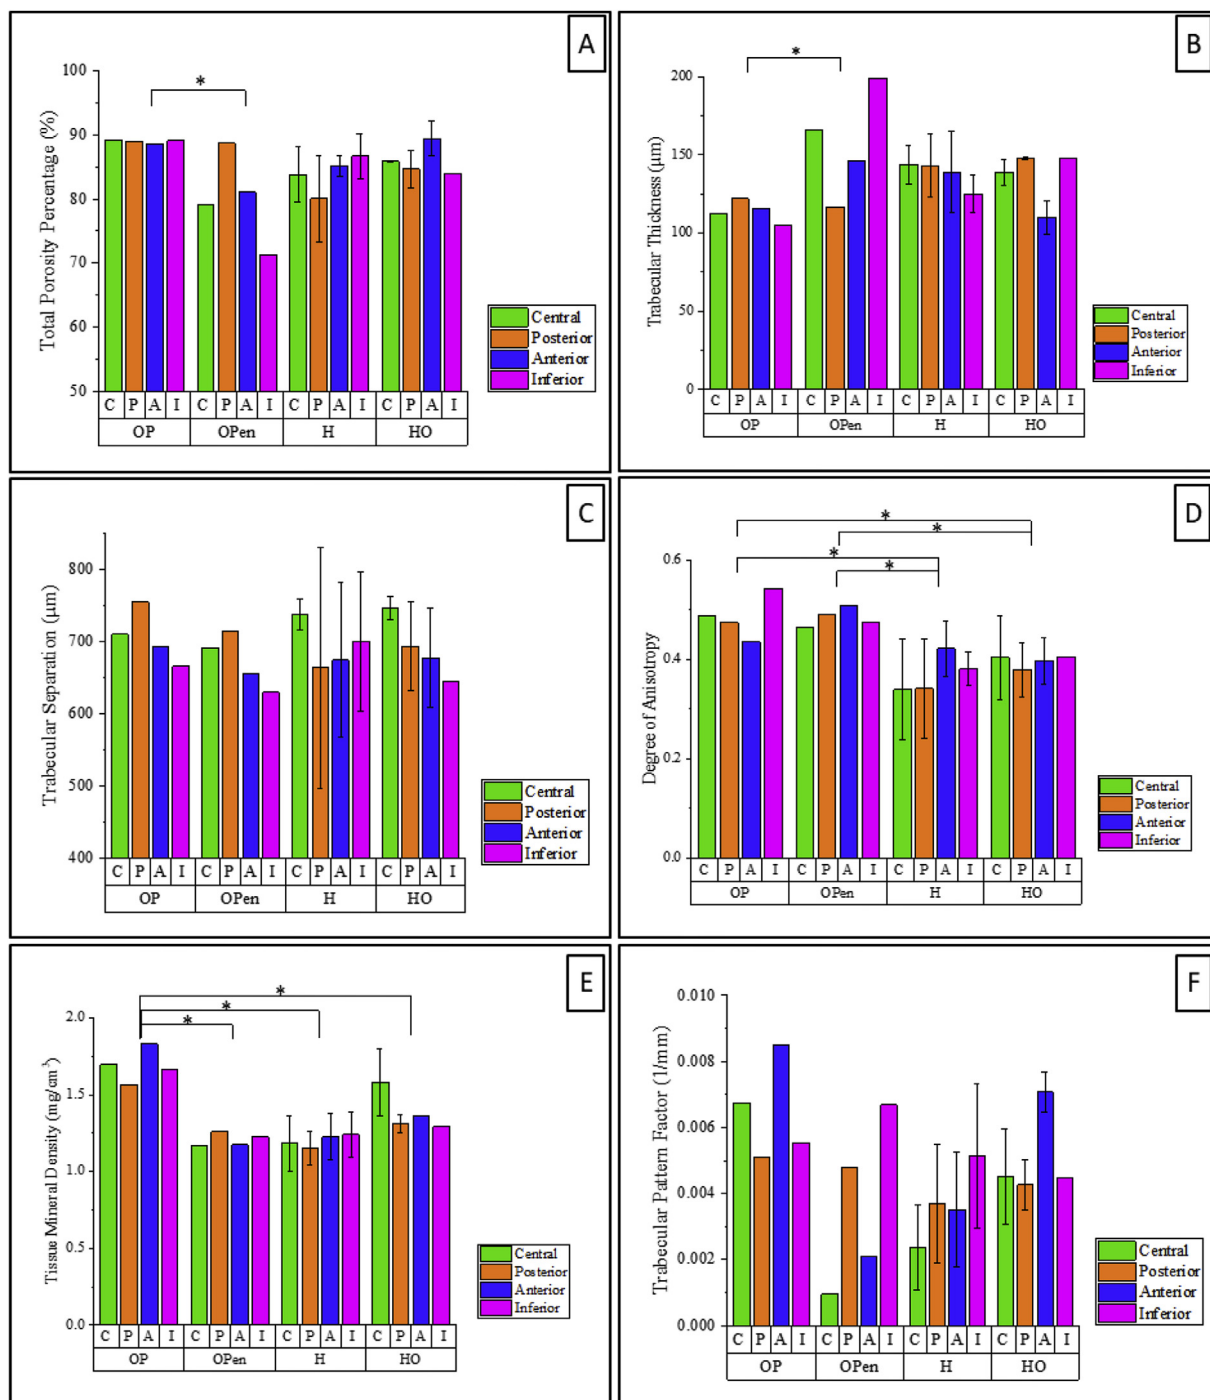 A
*
Total Porosity Percentage (%)
100
90
80
70
60
50
Central
Posterior
Anterior
Inferior
C P A I C P A I C P A I C P A I
OP OPen H HO
B
*
Trabecular Thickness (μm)
200
150
100
50
0
Central
Posterior
Anterior
Inferior
C P A I C P A I C P A I C P A I
OP OPen H HO
C
Trabecular Separation (μm)
800
700
600
500
400
Central
Posterior
Anterior
Inferior
C P A I C P A I C P A I C P A I
OP OPen H HO
D
*
*
*
*
Degree of Anisotropy
0.6
0.4
0.2
0.0
Central
Posterior
Anterior
Inferior
C P A I C P A I C P A I C P A I
OP OPen H HO
E
*
*
*
Tissue Mineral Density (mg/cm³)
2.0
1.5
1.0
0.5
0.0
Central
Posterior
Anterior
Inferior
C P A I C P A I C P A I C P A I
OP OPen H HO
F
Trabecular Pattern Factor (1/mm)
0.010
0.008
0.006
0.004
0.002
0.000
Central
Posterior
Anterior
Inferior
C P A I C P A I C P A I C P A I
OP OPen H HO